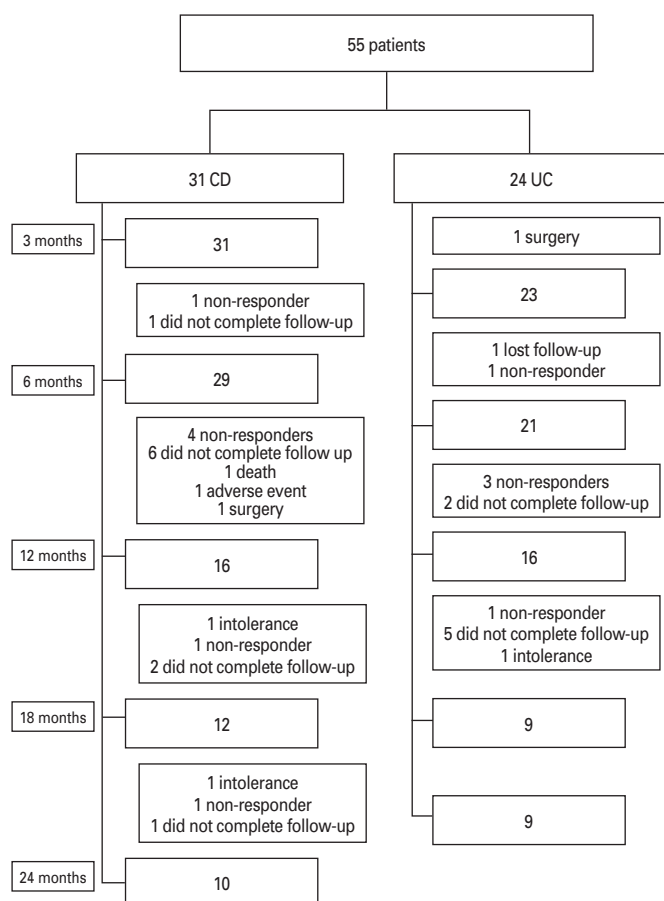 55 patients
31 CD
24 UC
3 months
31
1 non-responder
1 did not complete follow-up
6 months
29
4 non-responders
6 did not complete follow up
1 death
1 adverse event
1 surgery
12 months
16
1 intolerance
1 non-responder
2 did not complete follow-up
18 months
12
1 intolerance
1 non-responder
1 did not complete follow-up
24 months
10
1 surgery
23
1 lost follow-up
1 non-responder
21
3 non-responders
2 did not complete follow-up
16
1 non-responder
5 did not complete follow-up
1 intolerance
9
9